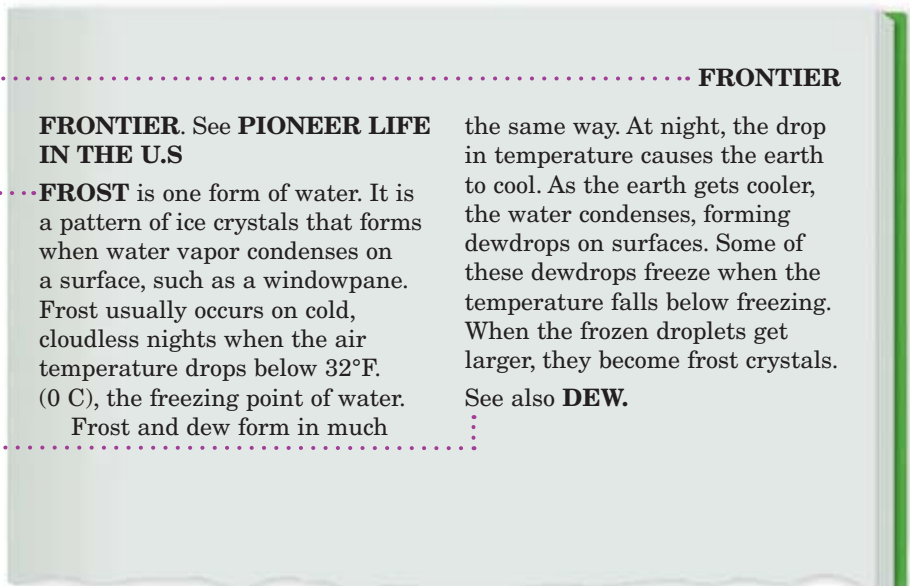 FRONTIER
FRONTIER. See PIONEER LIFE
IN THE U.S
FROST is one form of water. It is
a pattern of ice crystals that forms
when water vapor condenses on
a surface, such as a windowpane.
Frost usually occurs on cold,
cloudless nights when the air
temperature drops below 32°F.
(0 C), the freezing point of water.
Frost and dew form in much
the same way. At night, the drop
in temperature causes the earth
to cool. As the earth gets cooler,
the water condenses, forming
dewdrops on surfaces. Some of
these dewdrops freeze when the
temperature falls below freezing.
When the frozen droplets get
larger, they become frost crystals.
See also DEW.